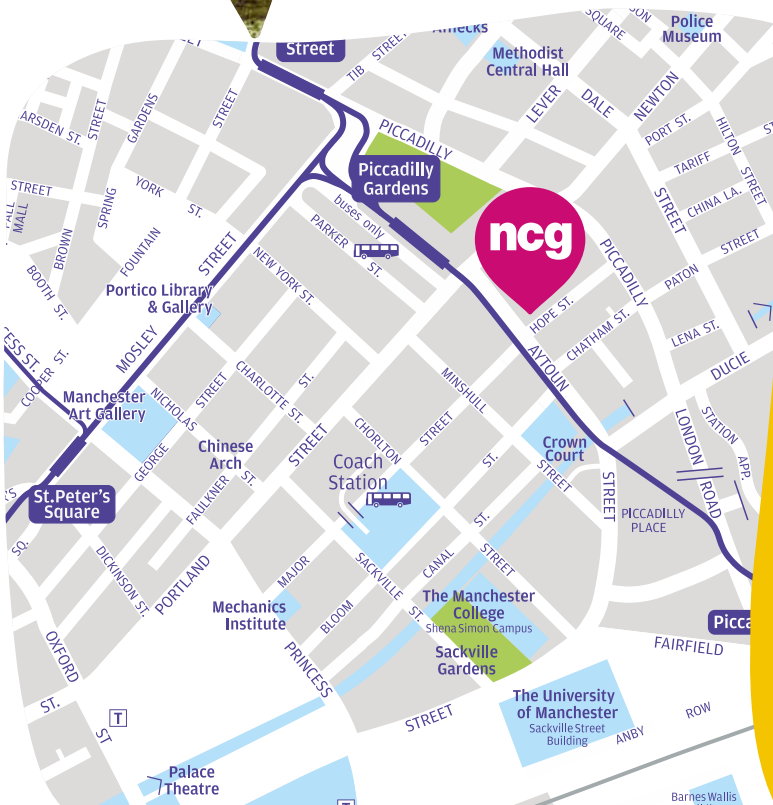 Street
TIB STREET
Methodist
Central Hall
SQUARE
Police
Museum
LEVER
DALE
NEWTON
STREET
HILTON
STREET
PORT ST.
TARIFF
CHINA LA.
STREET
PATON
GARDENS
STREET
STREET
STREET
YORK
ST.
SPRING
FOUNTAIN
BROWN
MALL
BOOTH ST.
PICCADILLY
Piccadilly
Gardens
buses only
PARKER
ST.
ncg
PICCADILLY
HOPE ST.
CHATHAM ST.
LENA ST.
DUCIE
AYTOUN
STREET
NEW YORK ST.
Portico Library
& Gallery
MOSLEY
STREET
COOPER ST.
Manchester
Art Gallery
NICHOLAS
STREET
CHARLOTTE ST.
ST.
GEORGE
Chinese
Arch
FAULKNER
ST.
STREET
PORTLAND
DICKINSON ST.
St.Peter's
Square
SQ.
MINSHULL
STREET
CHORLTON
STREET
ST.
Coach
Station
Crown
Court
LONDON
ROAD
STATION
APP.
PICCADILLY
PLACE
CANAL
ST.
SACKVILLE
ST.
MAJOR
BLOOM
Mechanics
Institute
PRINCESS
STREET
The Manchester
College
Shena Simon Campus
Sackville
Gardens
FAIRFIELD
The University
of Manchester
Sackville Street
Building
ROW
OXFORD
ST.
ST
T
Palace
Theatre
Barnes Wallis